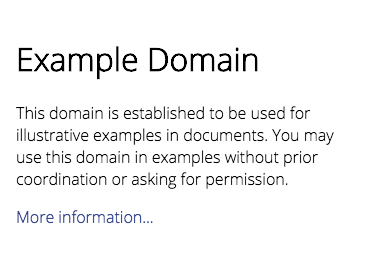 Example Domain
This domain is established to be used for
illustrative examples in documents. You may
use this domain in examples without prior
coordination or asking for permission.
More information...